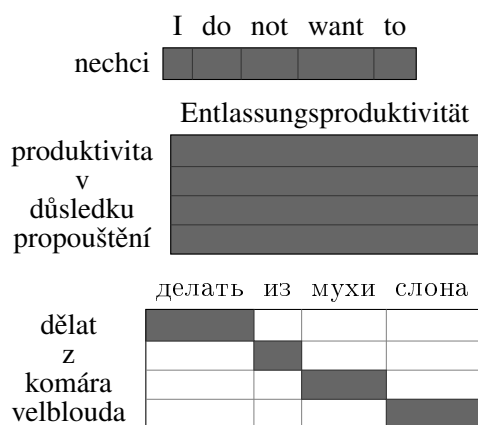 I do not want to
nechci
Entlassungsproduktivität
produktivita
v
důsledku
propouštění
делать из мухи слона
dělat
z
komára
velblouda